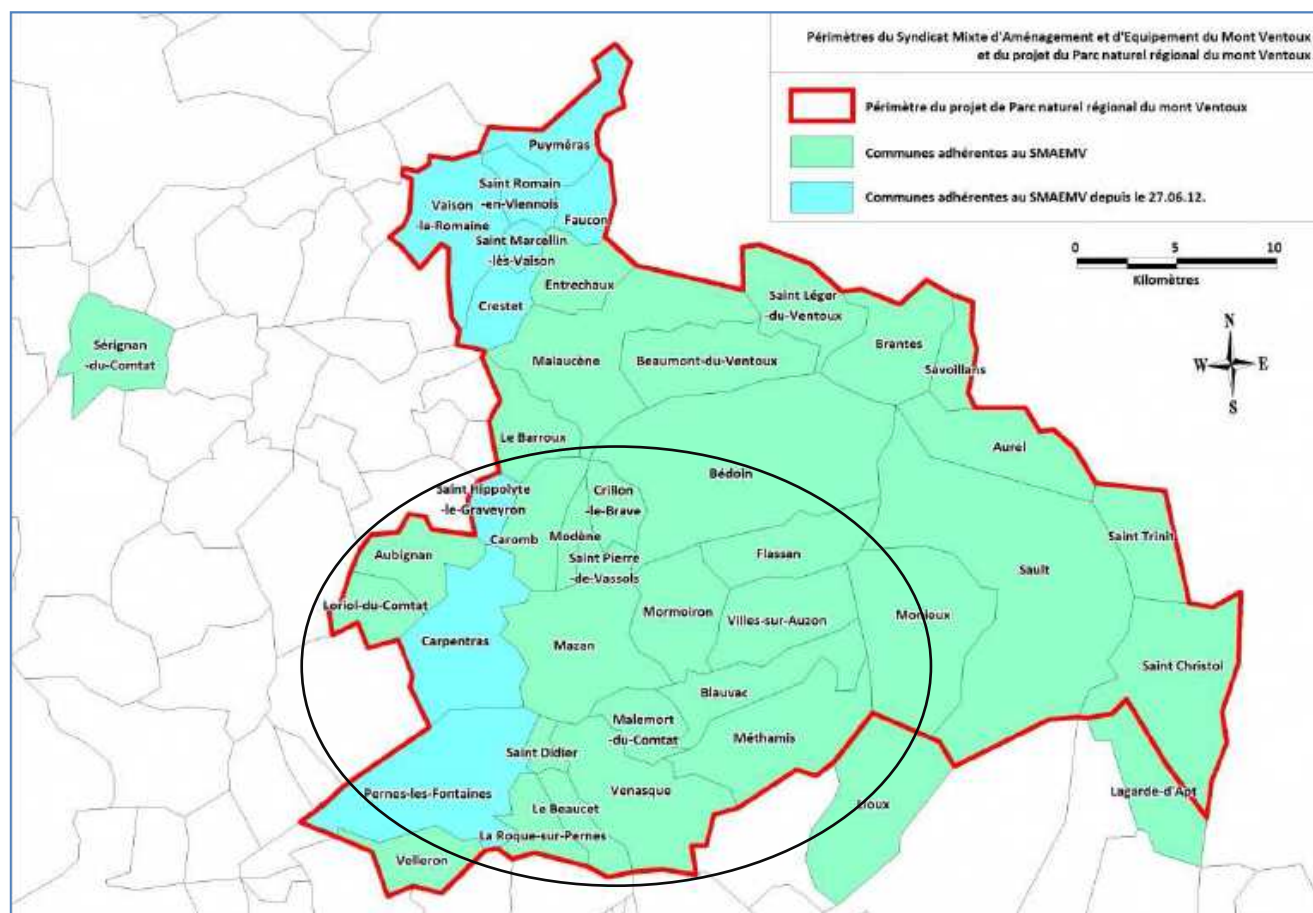 Périmètres du Syndicat Mixte d'Aménagement et d'Equipement du Mont Ventoux
et du projet du Parc naturel régional du mont Ventoux
Périmètre du projet de Parc naturel régional du mont Ventoux
Communes adhérentes au SMAEMV
Communes adhérentes au SMAEMV depuis le 27.06.12.
0 5 10
Kilomètres
N
W E
S
Puyméras
Saint Romain
-en-Viennois
Vaison
-la-Romaine
Faucon
Saint Marcellin
-lès-Vaison
Entrechaux
Crestet
Saint Léger
-du-Ventoux
Brantes
Savoillans
Sérignan
-du-Comtat
Malaucène
Beaumont-du-Ventoux
Aurel
Le Barroux
Bédoin
Saint Hippolyte
-le-Graveyron
Crillon
-le-Brave
Caromb
Modène
Saint Pierre
-de-Vassols
Flassan
Saint Trinit
Sault
Aubignan
Loriol-du-Comtat
Mormoiron
Villes-sur-Auzon
Monieux
Carpentras
Mazan
Saint Christol
Blauvac
Malemort
-du-Comtat
Méthamis
Saint Didier
Pernes-les-Fontaines
Venasque
Le Beaucet
Lioux
Lagarde-d'Apt
La Roque-sur-Pernes
Velleron